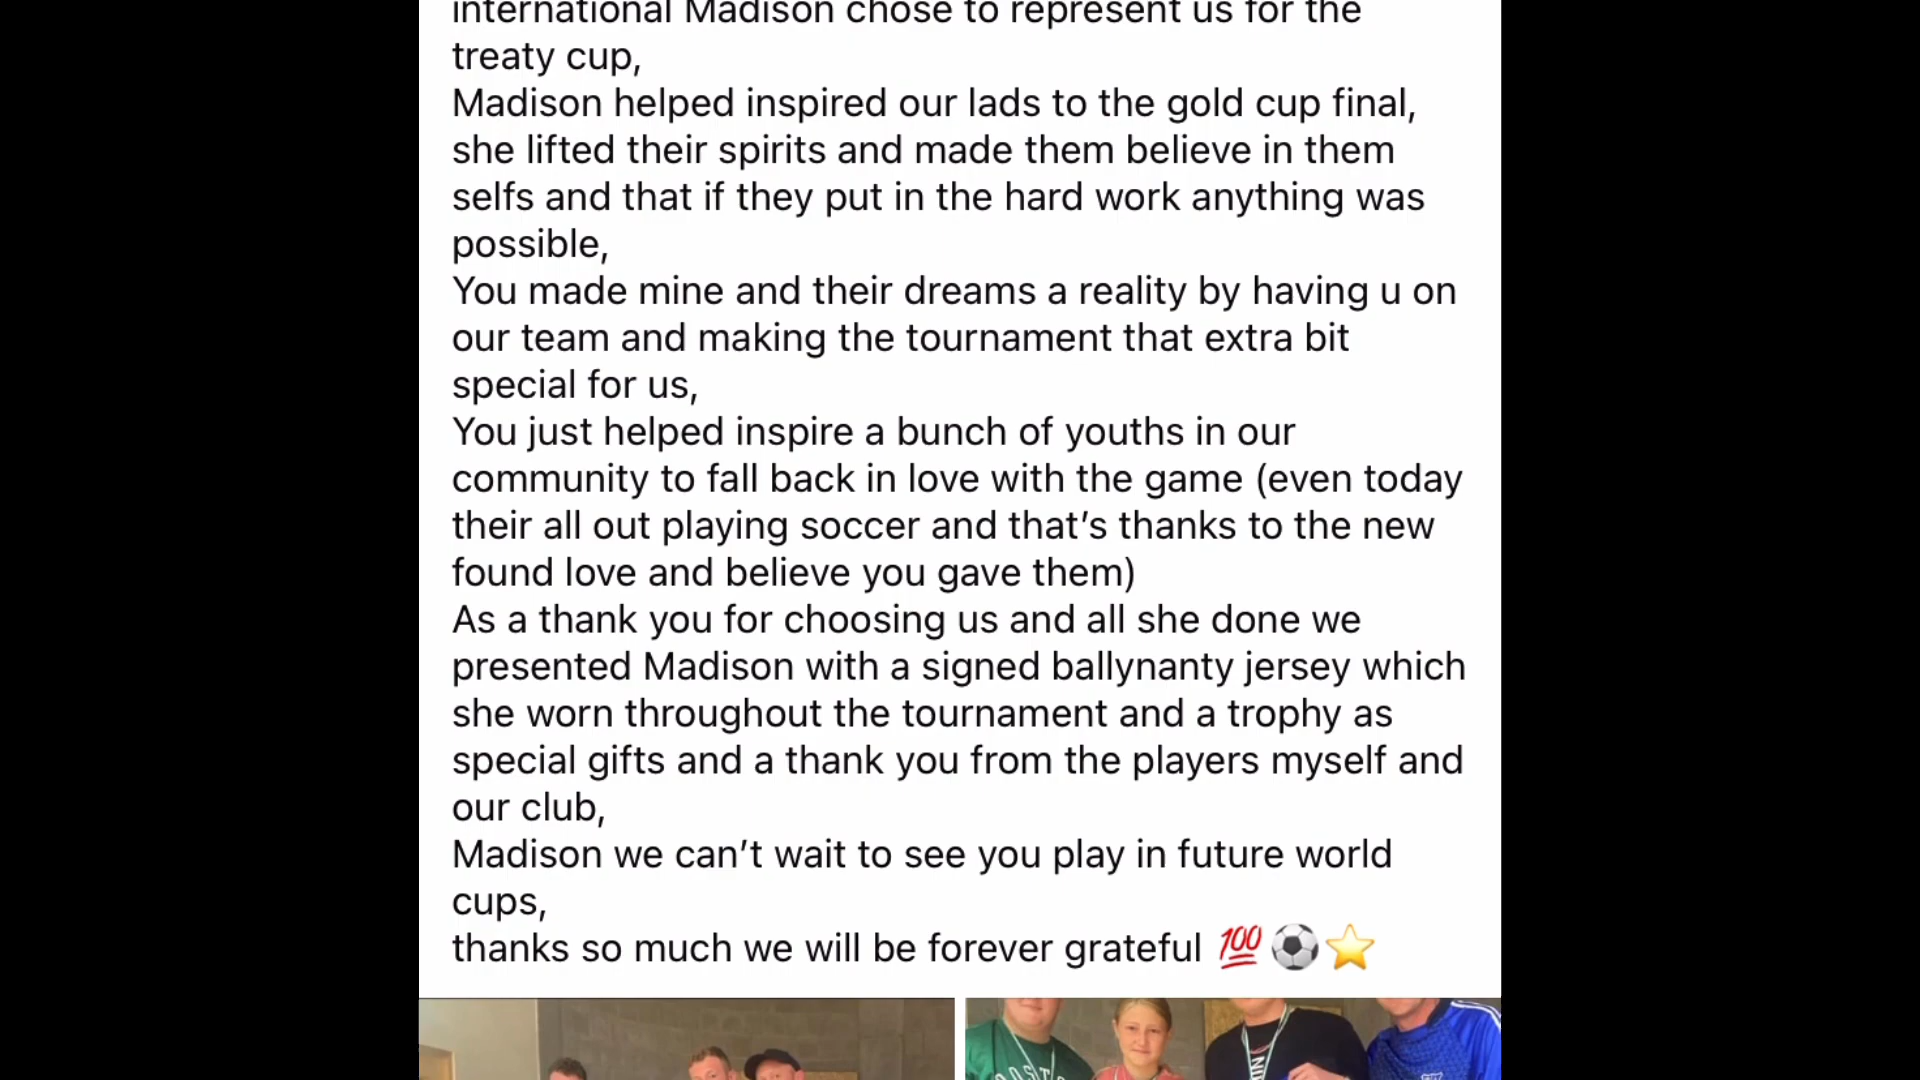 international Madison chose to represent us for the
treaty cup,
Madison helped inspired our lads to the gold cup final,
she lifted their spirits and made them believe in them
selfs and that if they put in the hard work anything was
possible,
You made mine and their dreams a reality by having u on
our team and making the tournament that extra bit
special for us,
You just helped inspire a bunch of youths in our
community to fall back in love with the game (even today
their all out playing soccer and that’s thanks to the new
found love and believe you gave them)
As a thank you for choosing us and all she done we
presented Madison with a signed ballynanty jersey which
she worn throughout the tournament and a trophy as
special gifts and a thank you from the players myself and
our club,
Madison we can’t wait to see you play in future world
cups,
thanks so much we will be forever grateful 💯⚽⭐